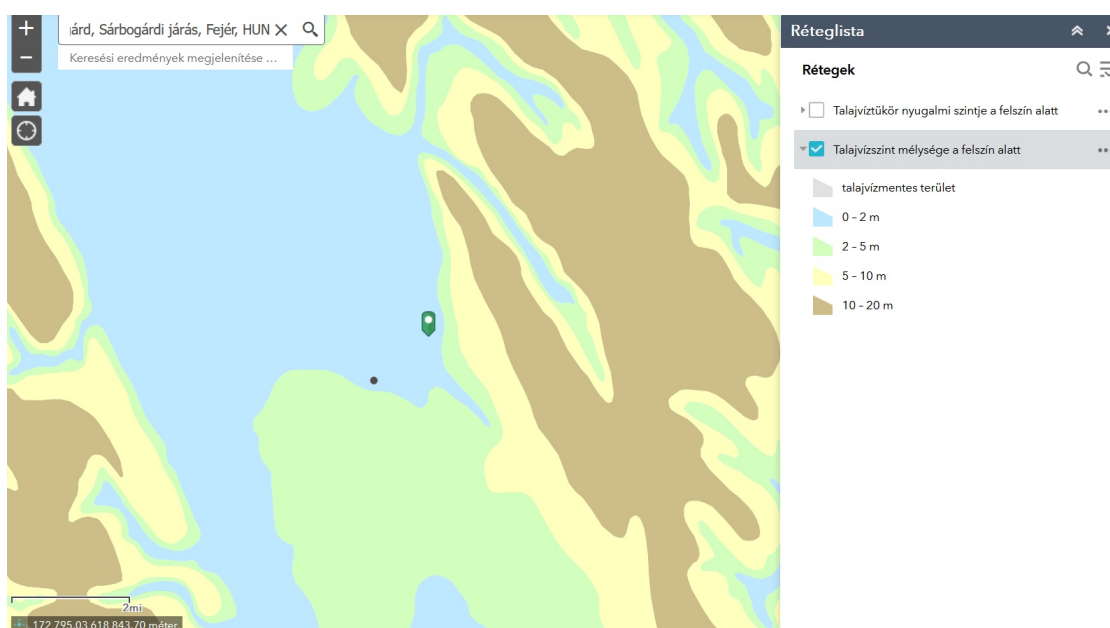 +
járd, Sárbogárdi járás, Fejér, HUN
Keresési eredmények megjelenítése ...
−
Réteglista
Rétegek
Talajvíztükör nyugalmi szintje a felszín alatt
Talajvízszint mélysége a felszín alatt
talajvízmentes terület
0 – 2 m
2 – 5 m
5 – 10 m
10 – 20 m
2mi
172 795,03 618 843,70 méter